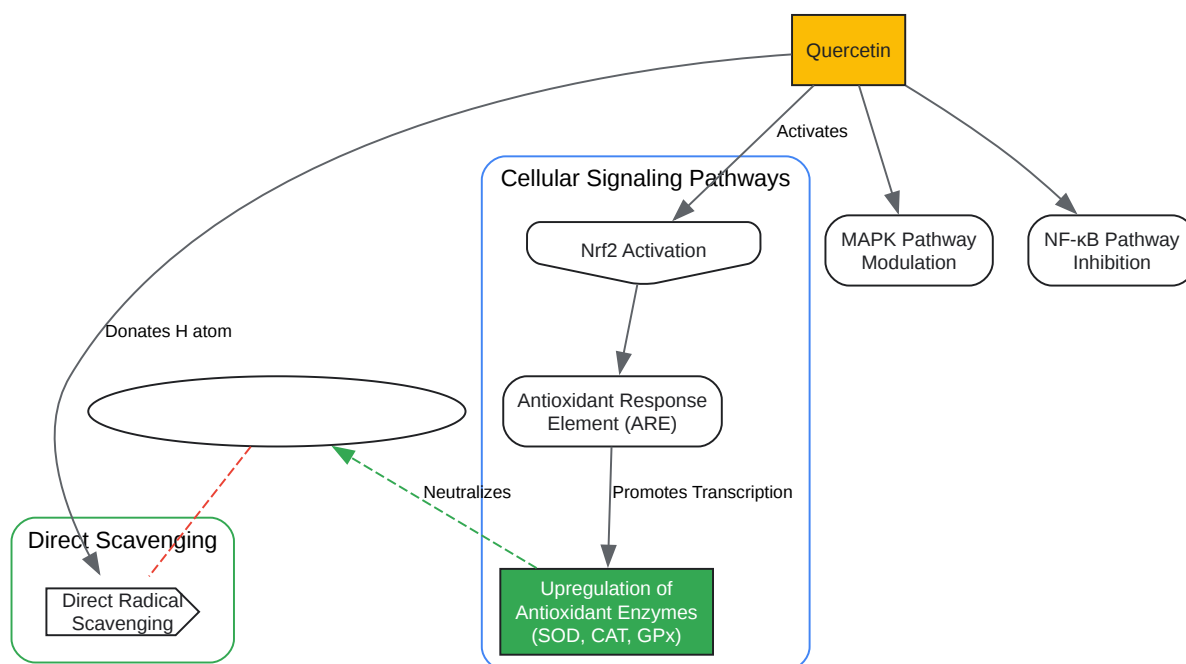 Quercetin
Activates
Cellular Signaling Pathways
Nrf2 Activation
MAPK Pathway
Modulation
NF-κB Pathway
Inhibition
Donates H atom
Antioxidant Response
Element (ARE)
Neutralizes
Promotes Transcription
Direct Scavenging
Direct Radical
Scavenging
Upregulation of
Antioxidant Enzymes
(SOD, CAT, GPx)